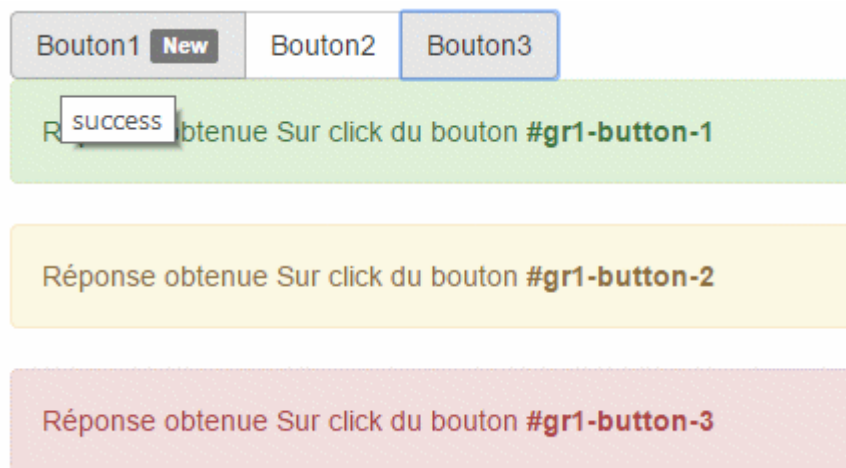 Bouton1 New Bouton2 Bouton3
success
R btenue Sur click du bouton #gr1-button-1
Réponse obtenue Sur click du bouton #gr1-button-2
Réponse obtenue Sur click du bouton #gr1-button-3